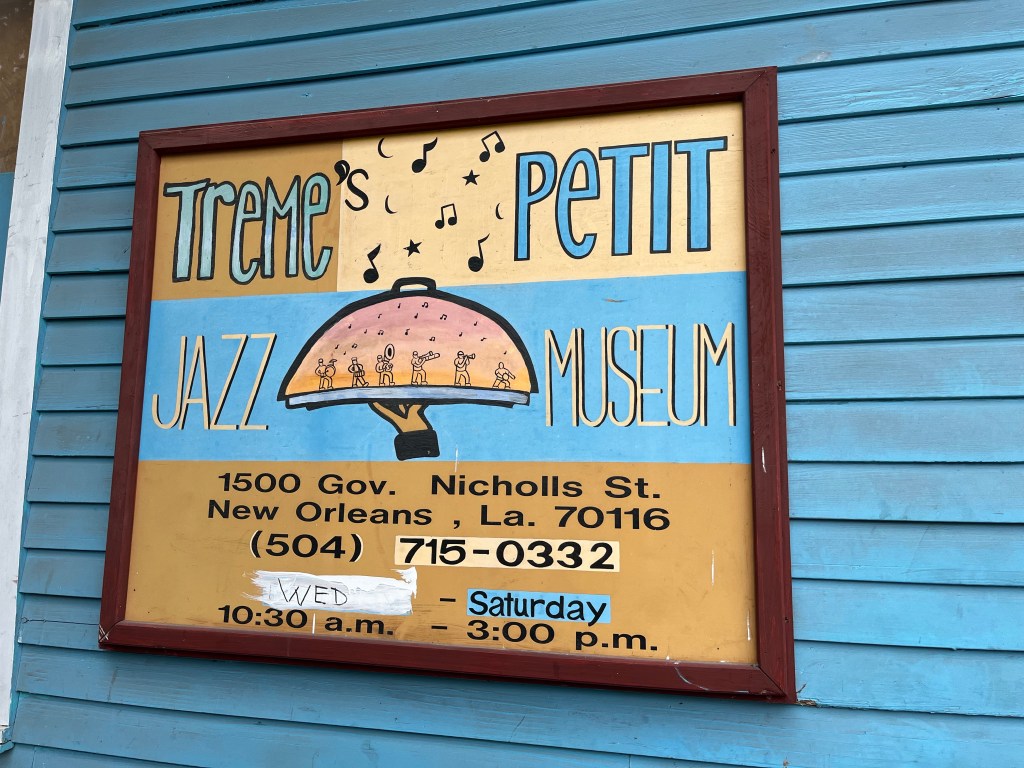 Treme's PeTIT
JAZZ MUSEUM
1500 Gov. Nicholls St.
New Orleans , La. 70116
(504) 715-0332
WED - Saturday
10:30 a.m. - 3:00 p.m.